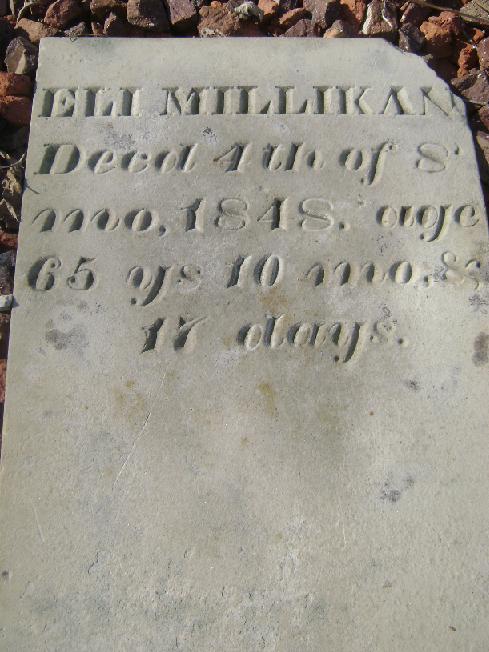 ELI MILLIKAN
Decd 4th of 8
mo, 1848. age
65 ys 10 mo, &
17 days.